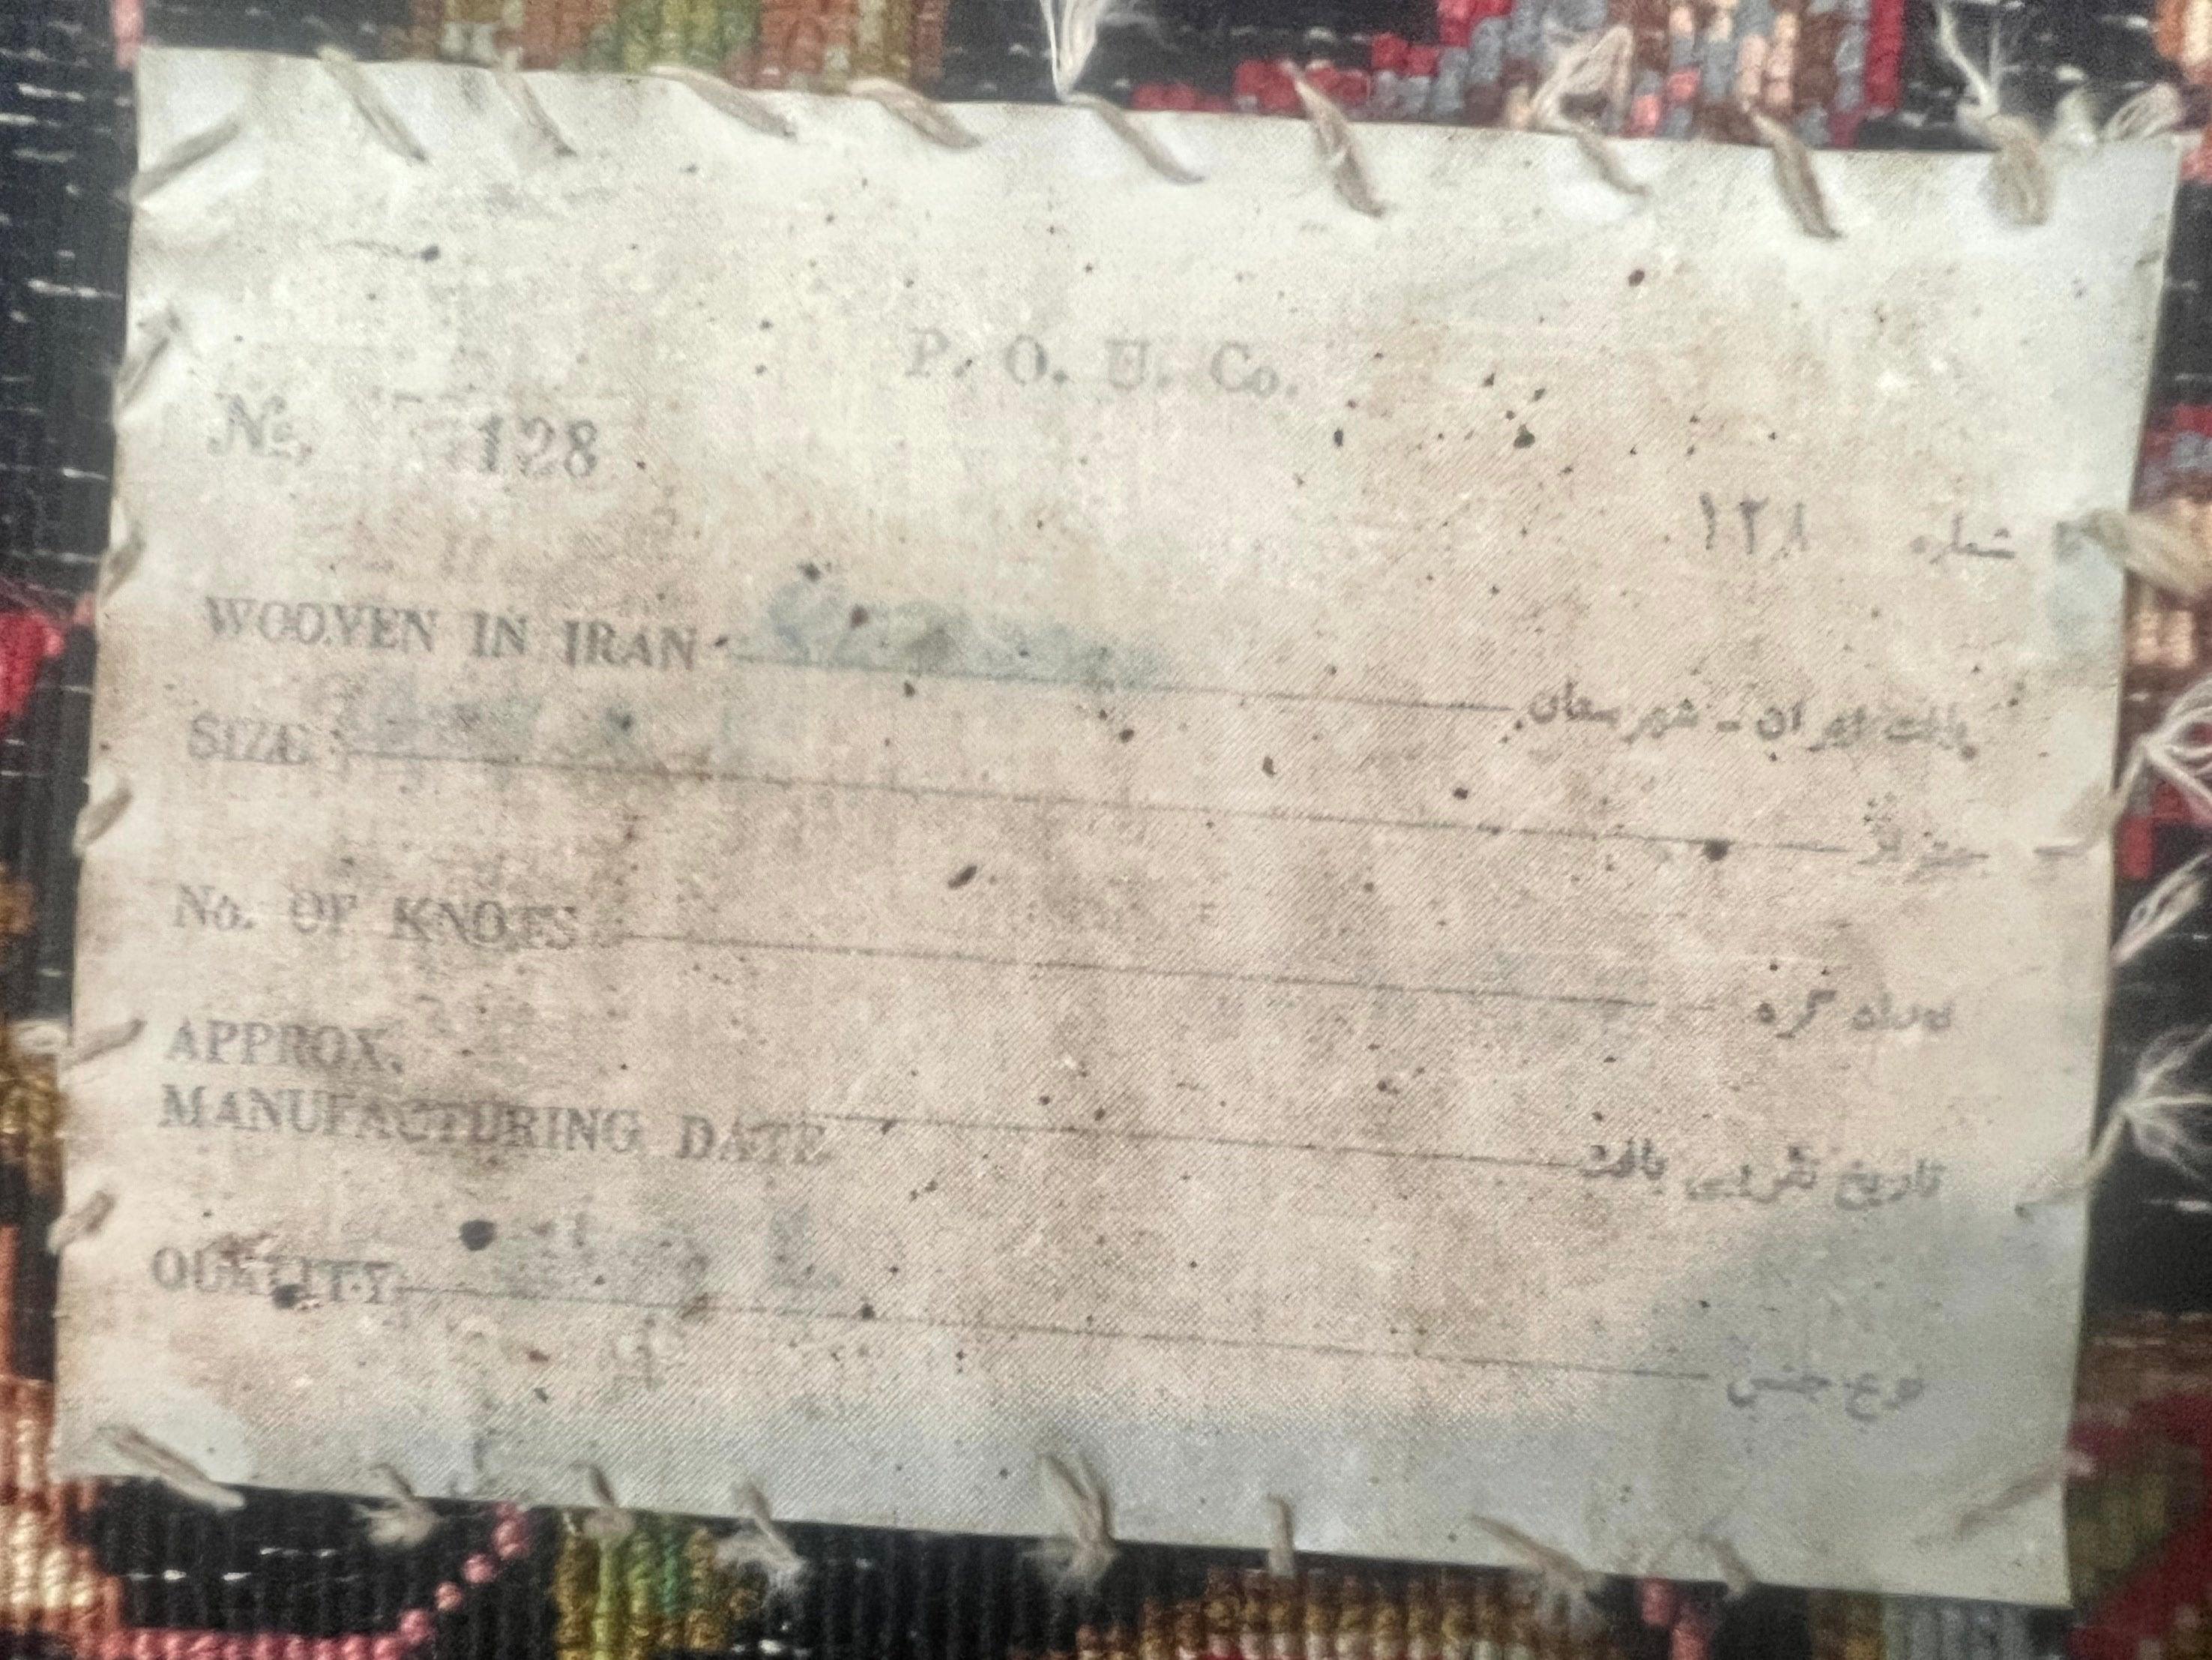 P. O. U. Co.
No. 128
شماره ۱۲۸
WOOVEN IN IRAN
بافت ایران - شهرستان
SIZE
متراژ
No. OF KNOTS
تعداد گره
APPROX.
MANUFACTURING DATE
تاریخ تقریبی بافت
QUALITY
نوع جنس